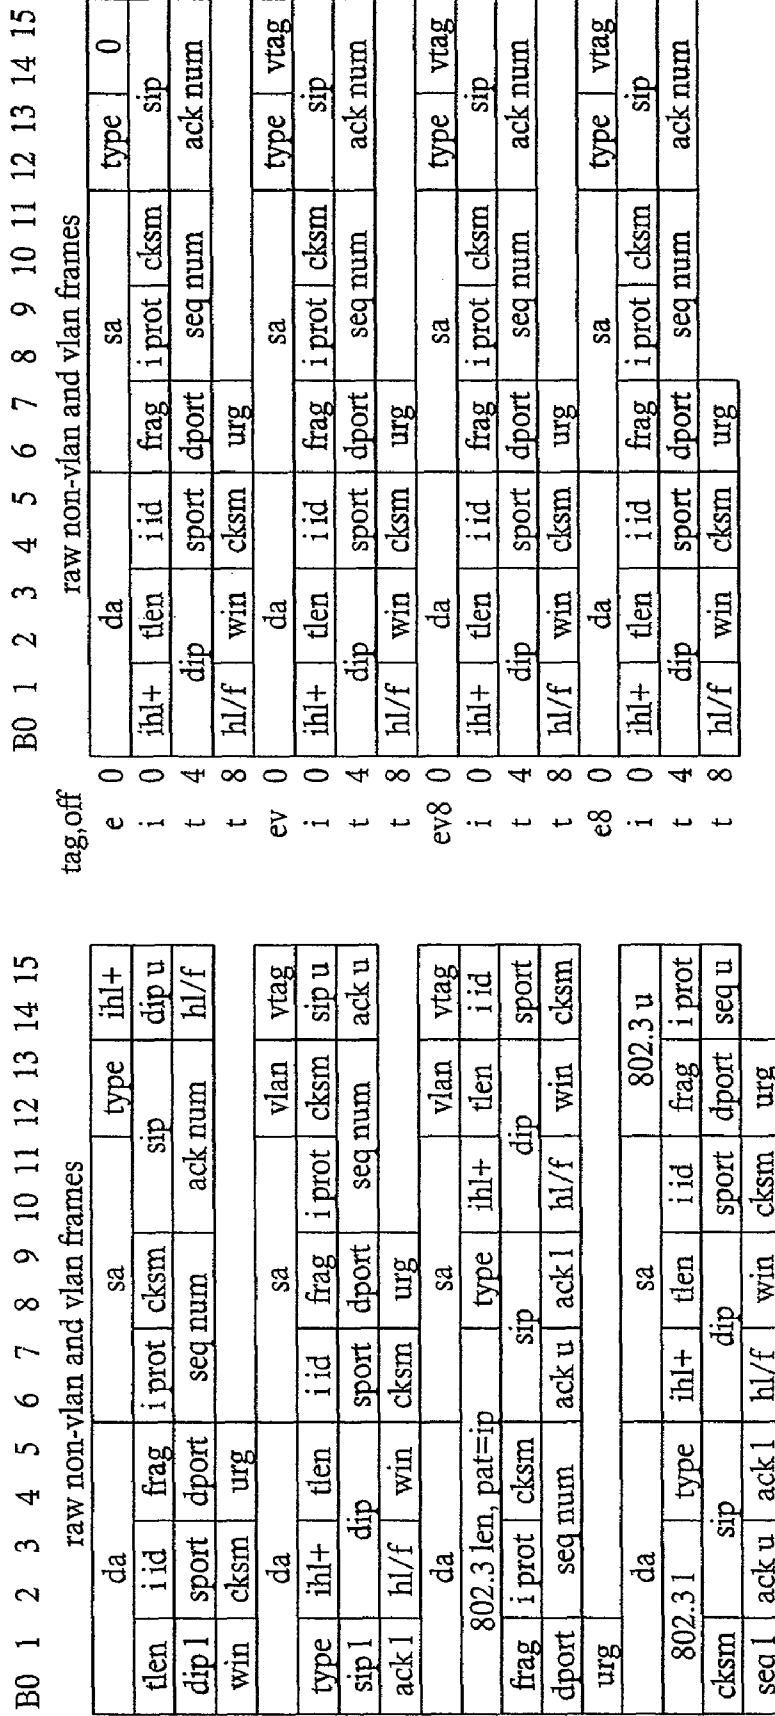 B0 1 2 3 4 5 6 7 8 9 10 11 12 13 14 15
raw non-vlan and vlan frames
da sa type ihl+
tlen i id frag i prot cksm sip dip u
dip l sport dport seq num ack num hl/f
win cksm urg
da sa vlan vtag
type ihl+ tlen i id frag i prot cksm sip u
sip l dip sport dport seq num ack u
ack l hl/f win cksm urg
da sa vlan vtag
802.3 len, pat=ip type ihl+ tlen i id
frag i prot cksm sip dip sport
dport seq num ack u ack l hl/f win cksm
urg
da sa 802.3 u
802.3 l type ihl+ tlen i id frag i prot
cksm sip dip sport dport seq u
seq l ack u ack l hl/f win cksm urg
B0 1 2 3 4 5 6 7 8 9 10 11 12 13 14 15
tag,off raw non-vlan and vlan frames
e 0 da sa type 0
i 0 ihl+ tlen i id frag i prot cksm sip
t 4 dip sport dport seq num ack num
t 8 hl/f win cksm urg
ev 0 da sa type vtag
i 0 ihl+ tlen i id frag i prot cksm sip
t 4 dip sport dport seq num ack num
t 8 hl/f win cksm urg
ev8 0 da sa type vtag
i 0 ihl+ tlen i id frag i prot cksm sip
t 4 dip sport dport seq num ack num
t 8 hl/f win cksm urg
e8 0 da sa type vtag
i 0 ihl+ tlen i id frag i prot cksm sip
t 4 dip sport dport seq num ack num
t 8 hl/f win cksm urg